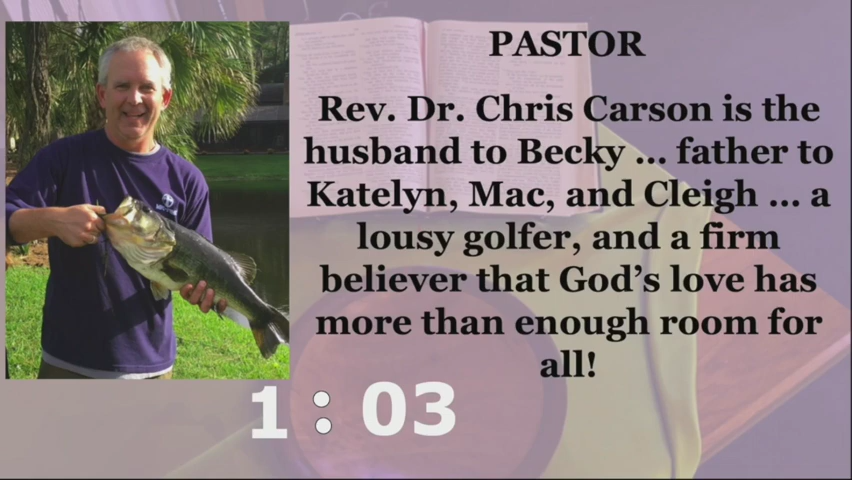 PASTOR
Rev. Dr. Chris Carson is the
husband to Becky ... father to
Katelyn, Mac, and Cleigh ... a
lousy golfer, and a firm
believer that God's love has
more than enough room for
all!
1 : 03